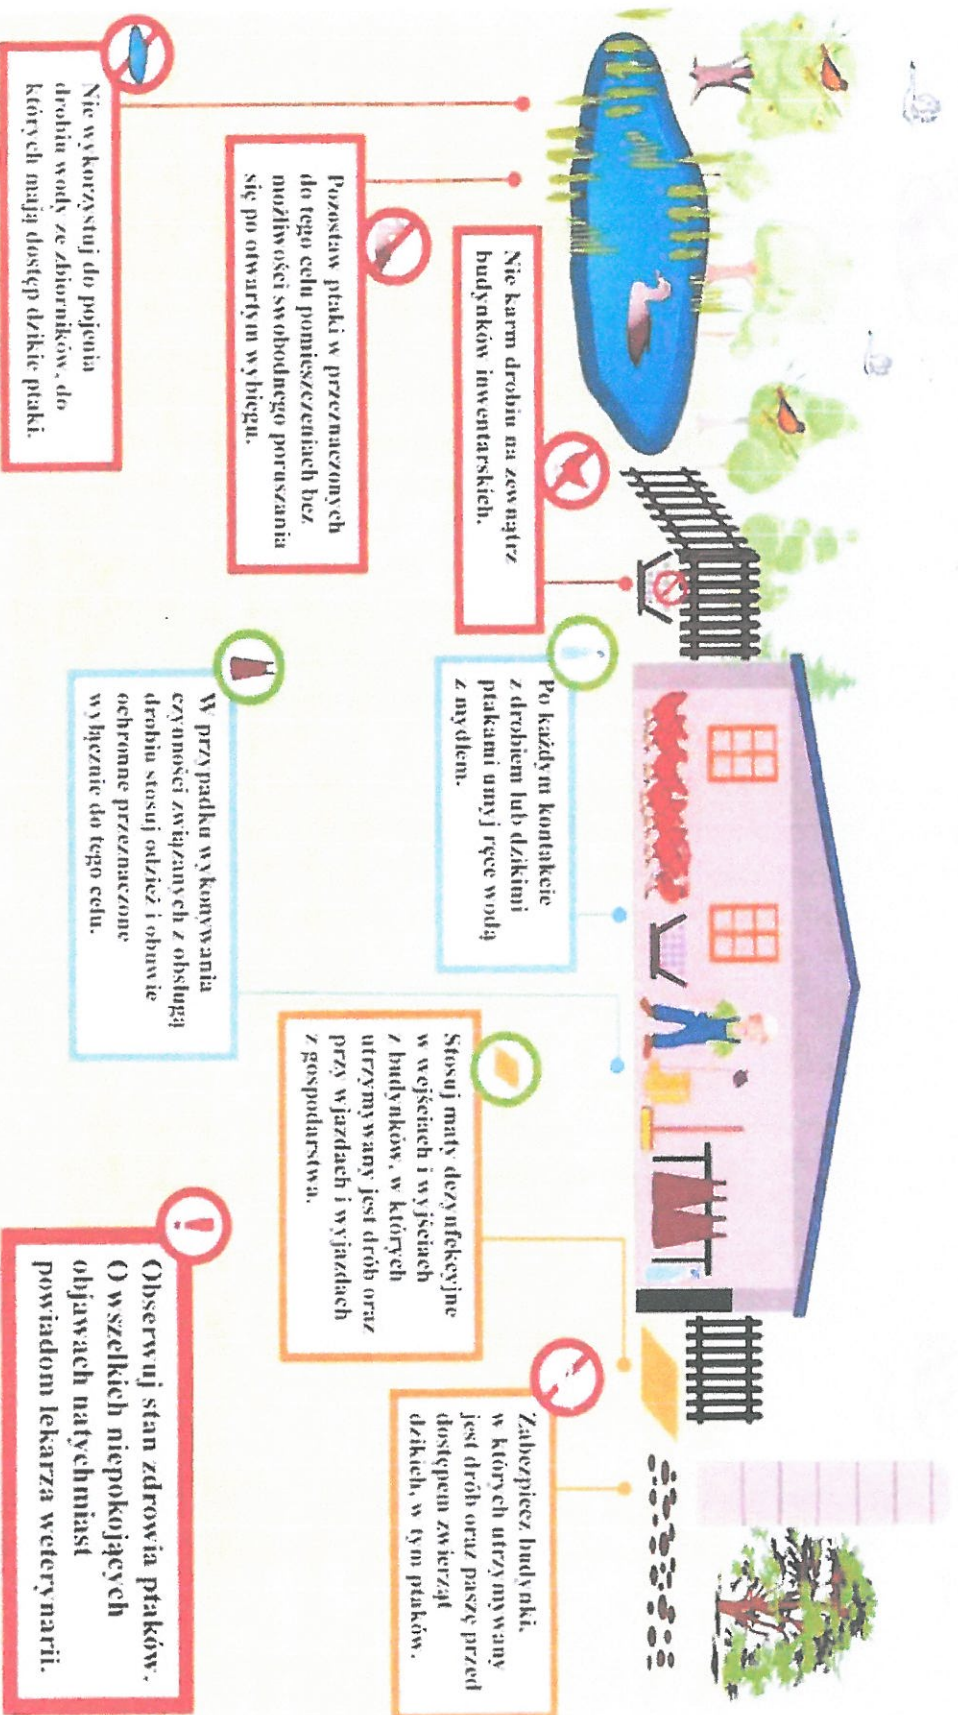 Nie karm drobiu na zewnątrz
budynków inwentarskich.
Pozostaw ptaki w przeznaczonych
do tego celu pomieszczeniach bez
możliwości swobodnego poruszania
się po otwartym wybiegu.
Nie wykorzystuj do pojenia
drobiu wody ze zbiorników, do
których mają dostęp dzikie ptaki.
Po każdym kontakcie
z drobiem lub dzikimi
ptakami umyj ręce wodą
z mydłem.
W przypadku wykonywania
czynności związanych z obsługą
drobiu stosuj odzież i obuwie
ochronne przeznaczone
wyłącznie do tego celu.
Stosuj maty dezynfekcyjne
w wejściach i wyjściach
z budynków, w których
utrzymywany jest drób oraz
przy wjazdach i wyjazdach
z gospodarstwa.
Zabezpiecz budynki,
w których utrzymywany
jest drób oraz paszę przed
dostępem zwierząt
dzikich, w tym ptaków.
Obserwuj stan zdrowia ptaków.
O wszelkich niepokojących
objawach natychmiast
powiadom lekarza weterynarii.